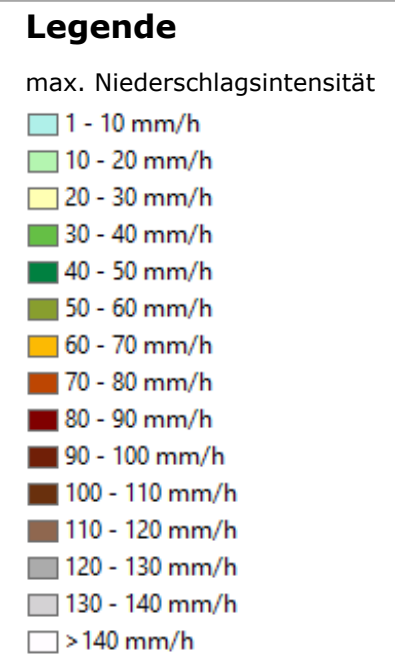 Legende
max. Niederschlagsintensität
1 - 10 mm/h
10 - 20 mm/h
20 - 30 mm/h
30 - 40 mm/h
40 - 50 mm/h
50 - 60 mm/h
60 - 70 mm/h
70 - 80 mm/h
80 - 90 mm/h
90 - 100 mm/h
100 - 110 mm/h
110 - 120 mm/h
120 - 130 mm/h
130 - 140 mm/h
>140 mm/h